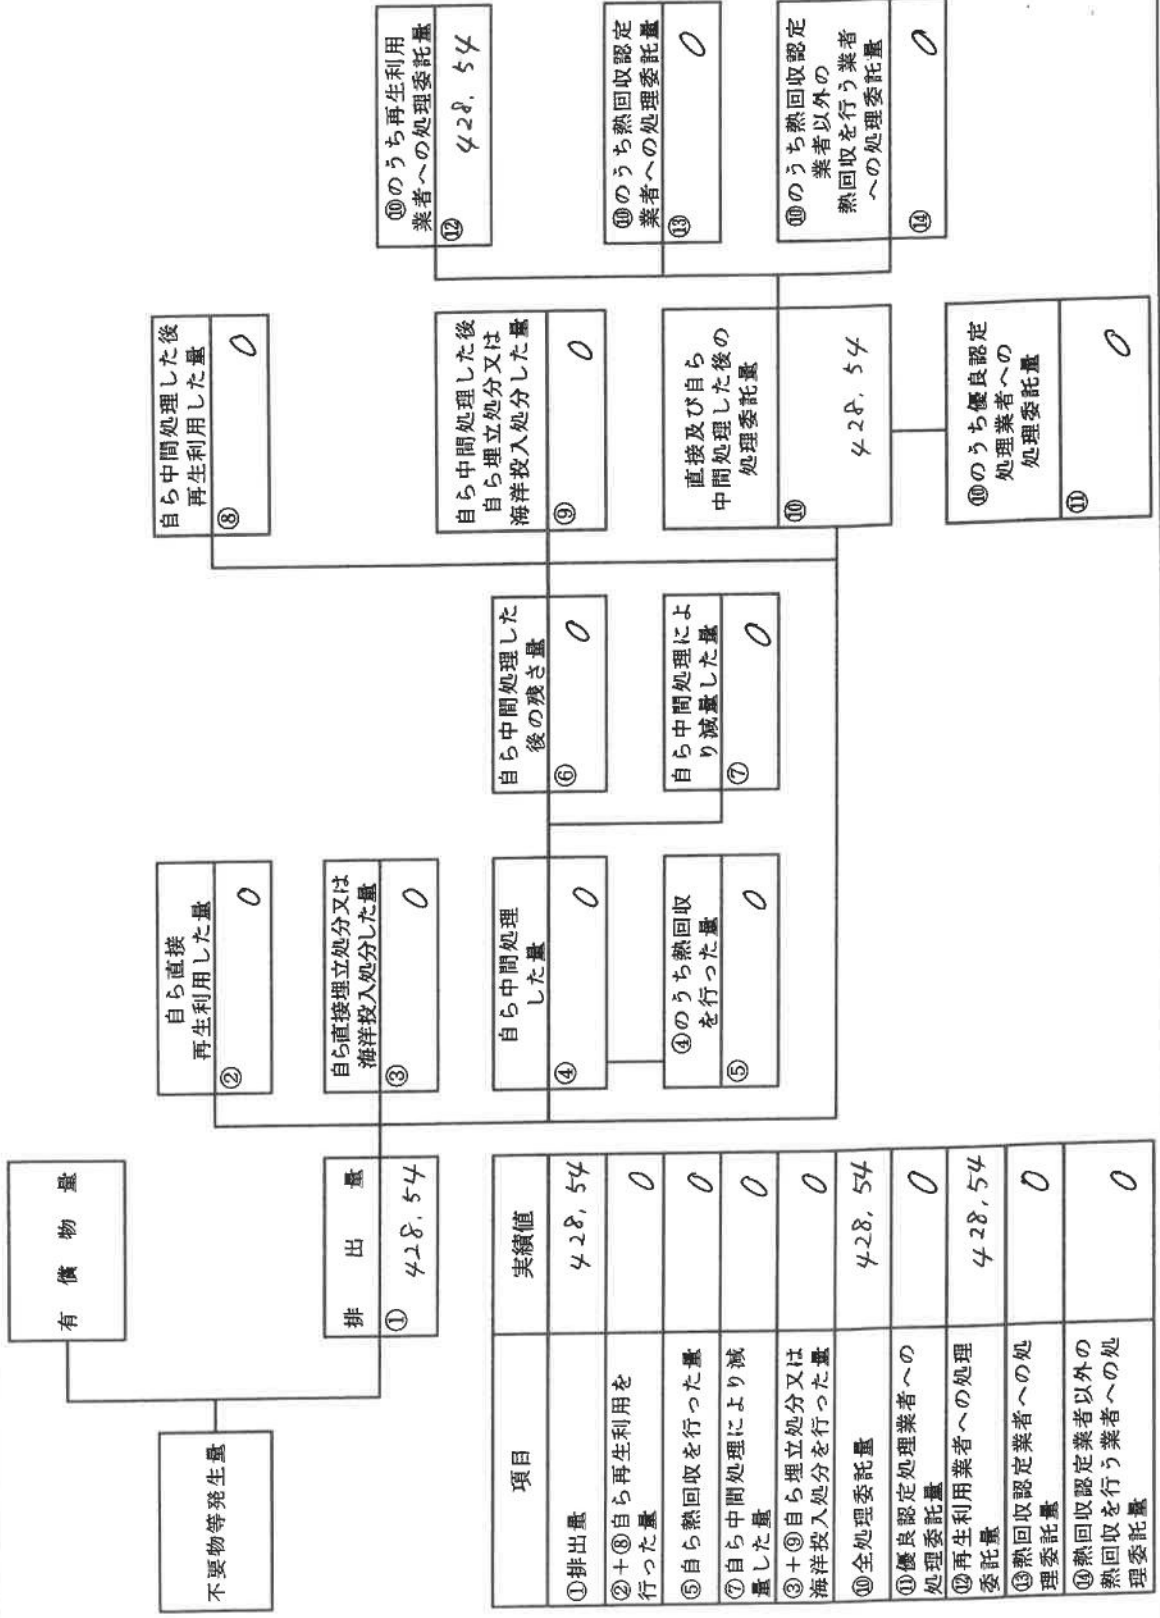 不要物等発生量
有償物量
排出量
① 428.54
自ら直接
再生利用した量
② 0
自ら直接埋立処分又は
海洋投入処分した量
③ 0
自ら中間処理
した量
④ 0
④のうち熱回収
を行った量
⑤ 0
自ら中間処理した
後の残さ量
⑥ 0
自ら中間処理によ
り減量した量
⑦ 0
自ら中間処理した後
再生利用した量
⑧ 0
自ら中間処理した後
自ら埋立処分又は
海洋投入処分した量
⑨ 0
直接及び自ら
中間処理した後の
処理委託量
⑩ 428.54
⑩のうち優良認定
処理業者への
処理委託量
⑪ 0
⑩のうち再生利用
業者への処理委託量
⑫ 428.54
⑩のうち熱回収認定
業者への処理委託量
⑬ 0
⑩のうち熱回収認定
業者以外の
熱回収を行う業者
への処理委託量
⑭ 0
項目 実績値
①排出量 428.54
②+⑧自ら再生利用を
行った量 0
⑤自ら熱回収を行った量 0
⑦自ら中間処理により減
量した量 0
③+⑨自ら埋立処分又は
海洋投入処分を行った量 0
⑩全処理委託量 428.54
⑪優良認定処理業者への
処理委託量 0
⑫再生利用業者への処理
委託量 428.54
⑬熱回収認定業者への処
理委託量 0
⑭熱回収認定業者以外の
熱回収を行う業者への処
理委託量 0